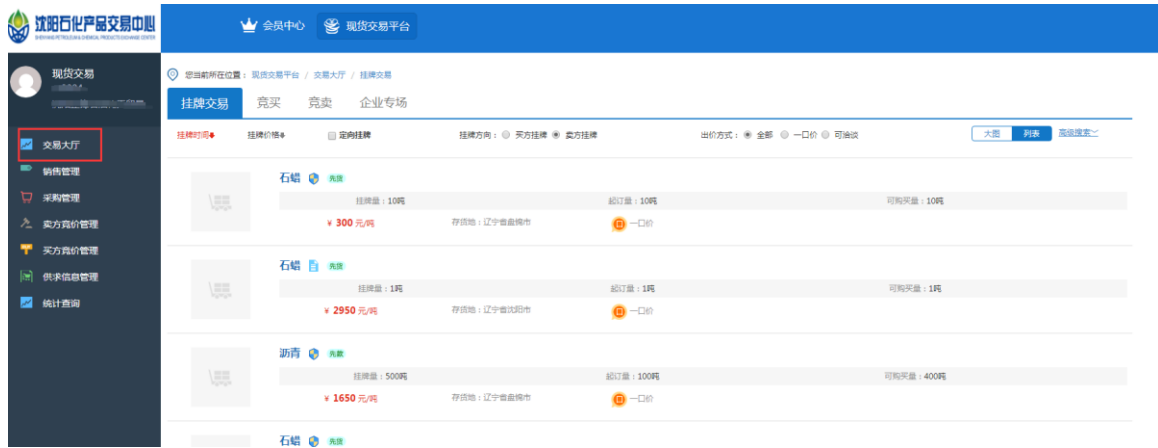 沈阳石化产品交易中心
SHENYANG PETROLEUM & CHEMICAL PRODUCTS EXCHANGE CENTER
会员中心 现货交易平台
现货交易
您当前所在位置： 现货交易平台 / 交易大厅 / 挂牌交易
挂牌交易 竞买 竞卖 企业专场
挂牌时间 挂牌价格 定向挂牌 挂牌方向： 买方挂牌 卖方挂牌 出价方式： 全部 一口价 可洽谈 大图 列表 高级搜索
交易大厅
销售管理
采购管理
卖方竞价管理
买方竞价管理
供求信息管理
统计查询
石蜡 先货
挂牌量：10吨 起订量：10吨 可购买量：10吨
¥ 300 元/吨 存货地：辽宁省盘锦市 一口价
石蜡 先货
挂牌量：1吨 起订量：1吨 可购买量：1吨
¥ 2950 元/吨 存货地：辽宁省沈阳市 一口价
沥青 先款
挂牌量：500吨 起订量：100吨 可购买量：400吨
¥ 1650 元/吨 存货地：辽宁省盘锦市 一口价
石蜡 先货